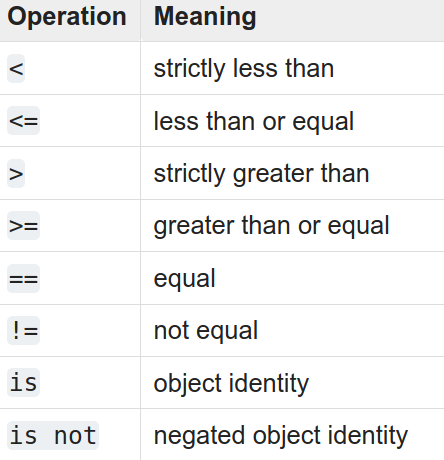 Operation Meaning
< strictly less than
<= less than or equal
> strictly greater than
>= greater than or equal
== equal
!= not equal
is object identity
is not negated object identity